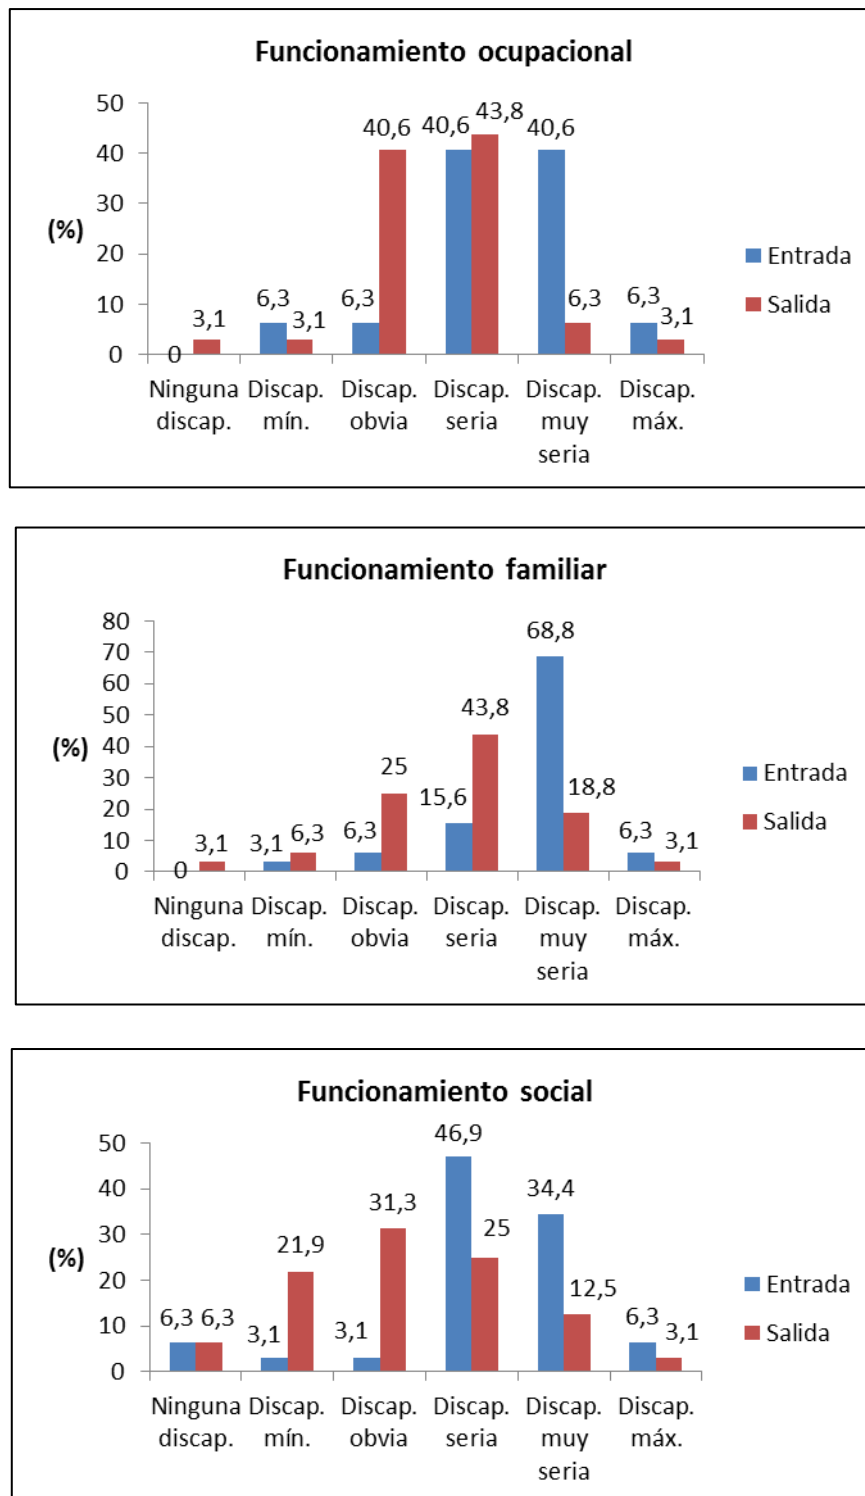 Funcionamiento ocupacional
50
40
30
20
10
0
(%)
0
3,1
6,3
3,1
6,3
40,6
40,6
43,8
40,6
6,3
6,3
3,1
Ninguna discap.
Discap. mín.
Discap. obvia
Discap. seria
Discap. muy seria
Discap. máx.
Entrada
Salida
Funcionamiento familiar
80
70
60
50
40
30
20
10
0
(%)
0
3,1
3,1
6,3
6,3
25
15,6
43,8
68,8
18,8
6,3
3,1
Ninguna discap.
Discap. mín.
Discap. obvia
Discap. seria
Discap. muy seria
Discap. máx.
Entrada
Salida
Funcionamiento social
50
40
30
20
10
0
(%)
6,3
6,3
3,1
21,9
3,1
31,3
46,9
25
34,4
12,5
6,3
3,1
Ninguna discap.
Discap. mín.
Discap. obvia
Discap. seria
Discap. muy seria
Discap. máx.
Entrada
Salida